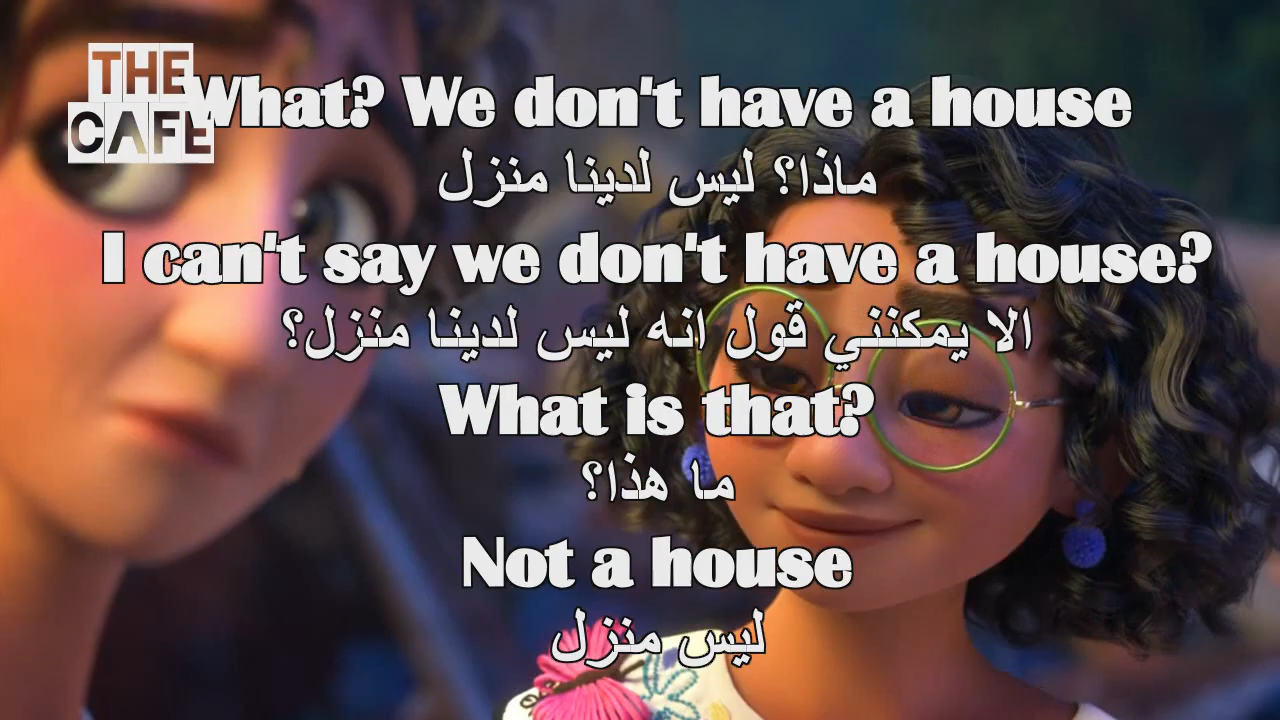 THE
CAFE
What? We don't have a house
ماذا؟ ليس لدينا منزل
I can't say we don't have a house?
الا يمكنني قول انه ليس لدينا منزل؟
What is that?
ما هذا؟
Not a house
ليس منزل